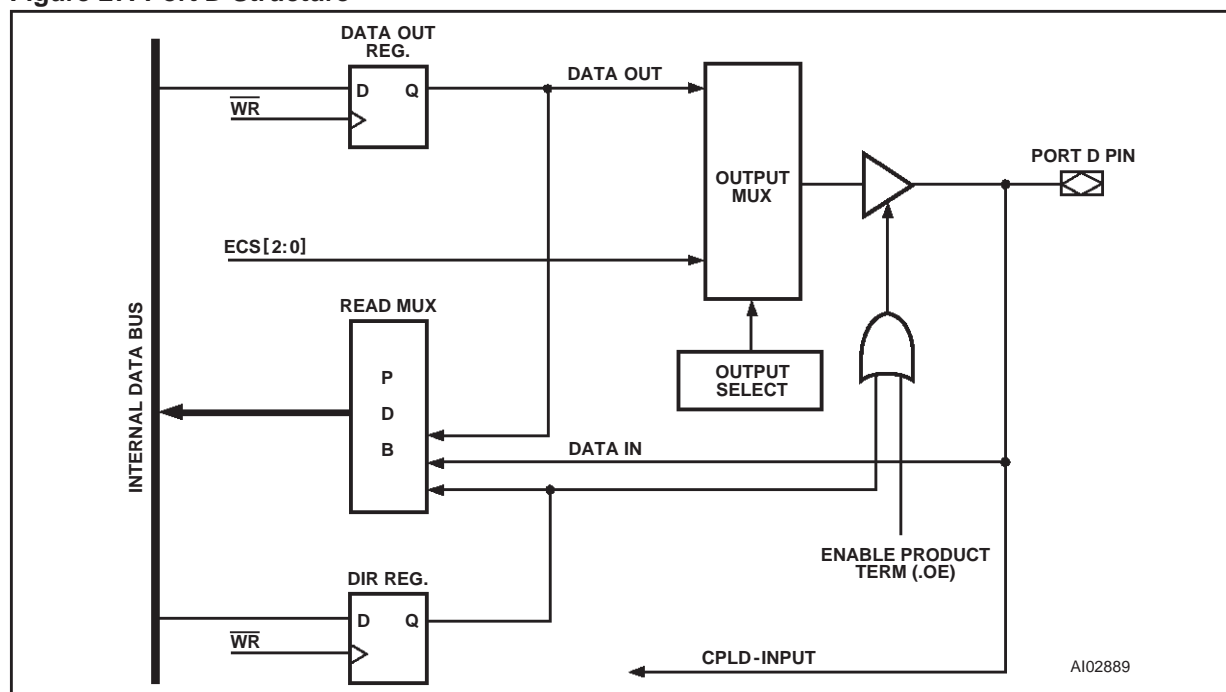 DATA OUT
REG.
D Q
WR
DATA OUT
OUTPUT
MUX
PORT D PIN
ECS[2:0]
READ MUX
P
D
B
INTERNAL DATA BUS
OUTPUT
SELECT
DATA IN
ENABLE PRODUCT
TERM (.OE)
DIR REG.
D Q
WR
CPLD-INPUT
AI02889